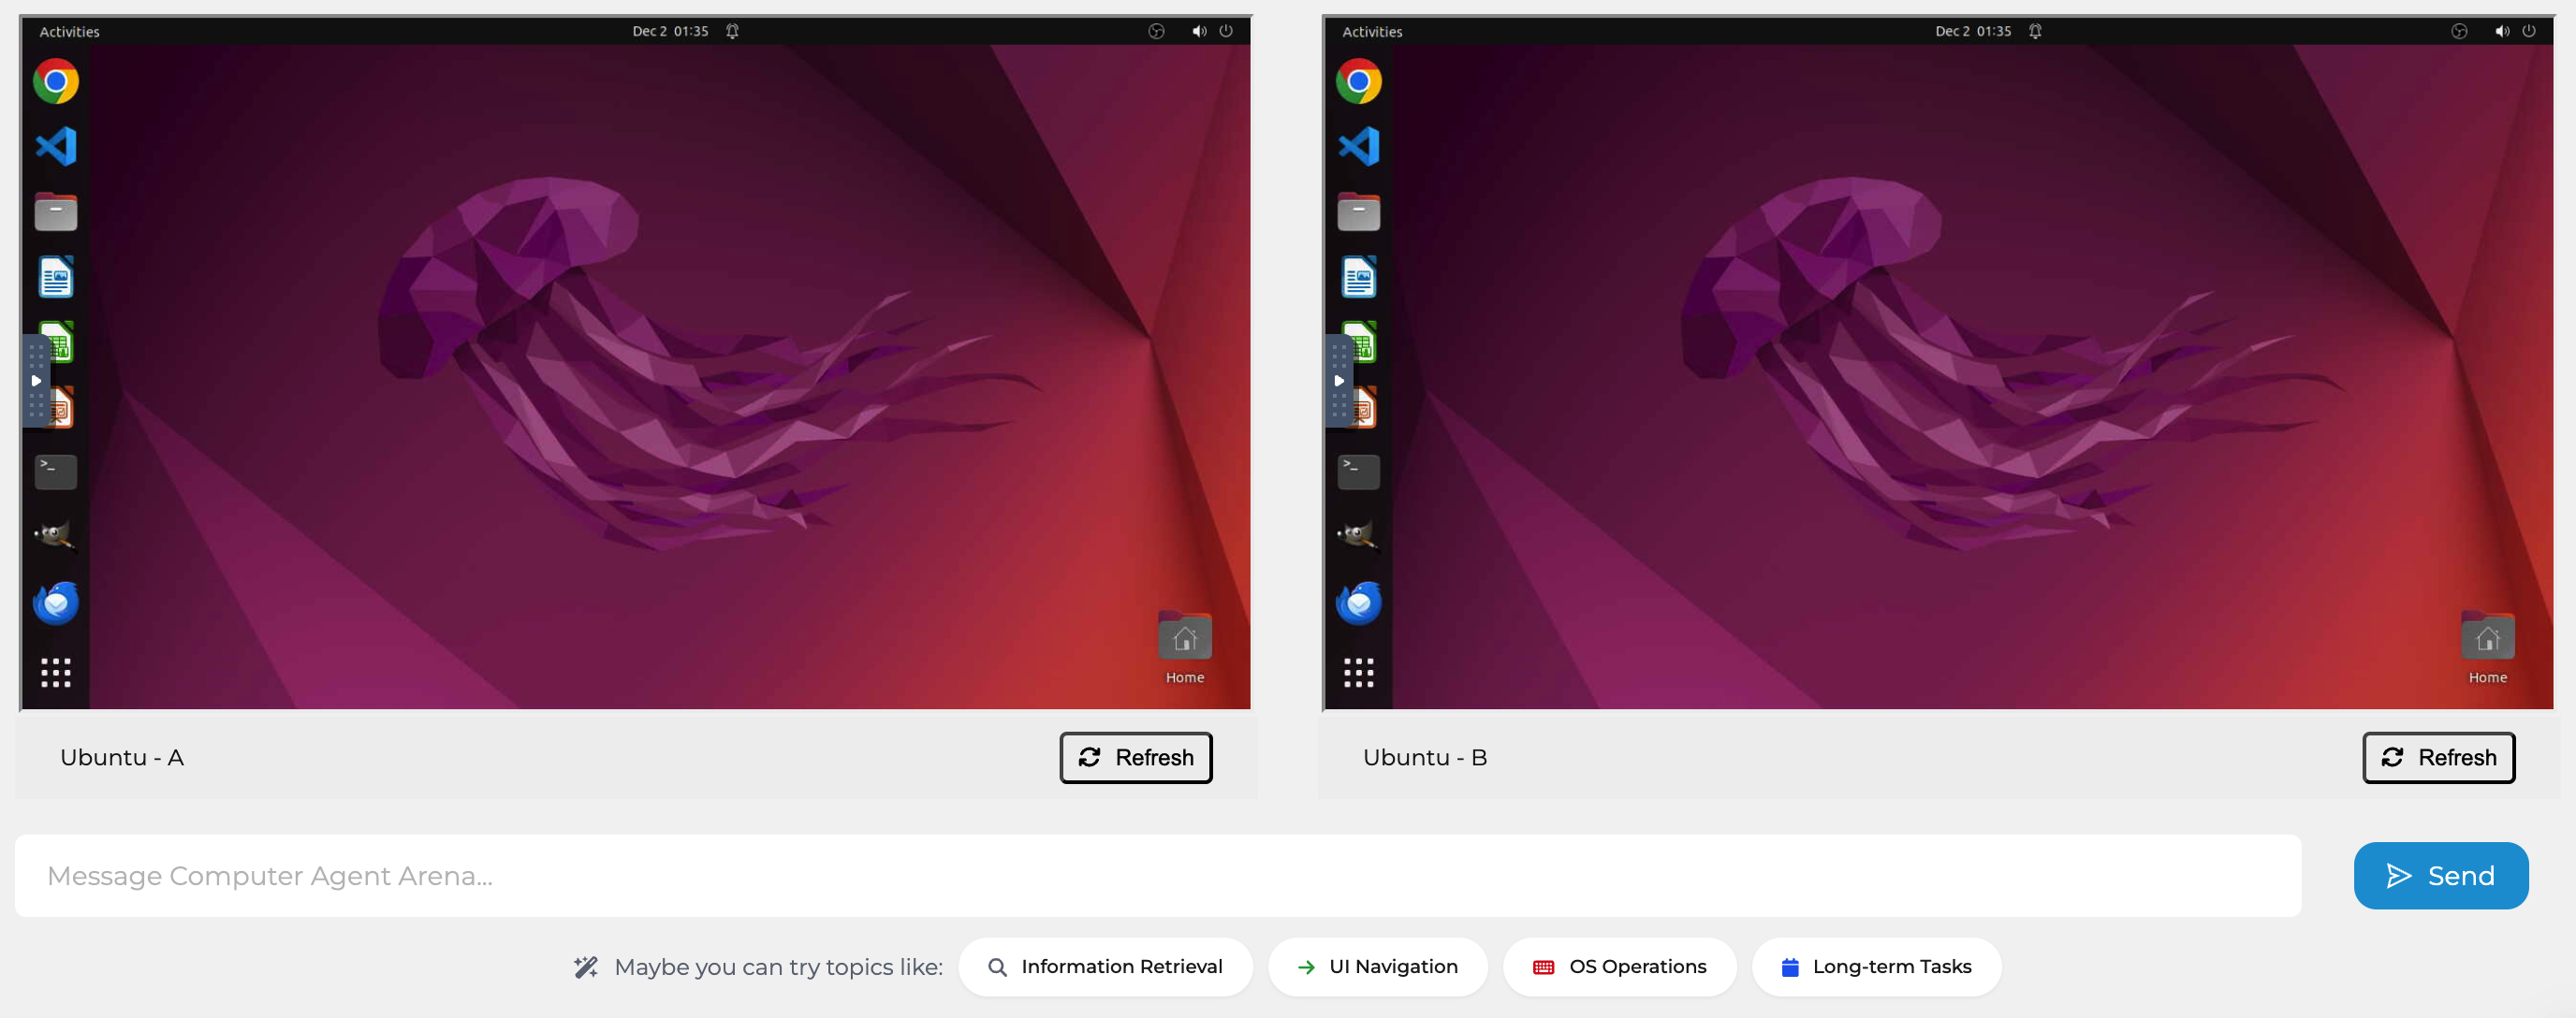 Activities
Dec 2 01:35
Home
Ubuntu - A
Refresh
Activities
Dec 2 01:35
Home
Ubuntu - B
Refresh
Message Computer Agent Arena...
Send
Maybe you can try topics like:
Information Retrieval
UI Navigation
OS Operations
Long-term Tasks